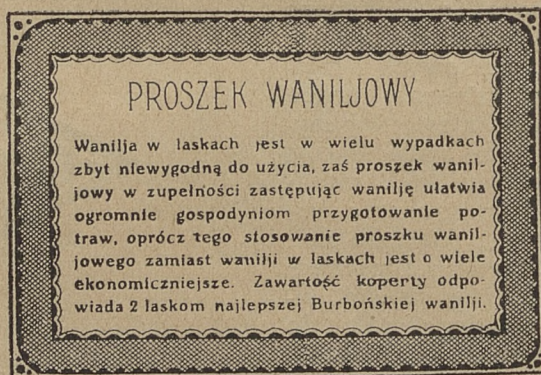 PROSZEK WANILJOWY
Wanilja w laskach jest w wielu wypadkach
zbyt niewygodną do użycia, zaś proszek wanil-
jowy w zupełności zastępując wanilję ułatwia
ogromnie gospodyniom przygotowanie po-
traw, oprócz tego stosowanie proszku wanil-
jowego zamiast wanilji w laskach jest o wiele
ekonomiczniejsze. Zawartość koperty odpo-
wiada 2 laskom najlepszej Burbońskiej wanilji.